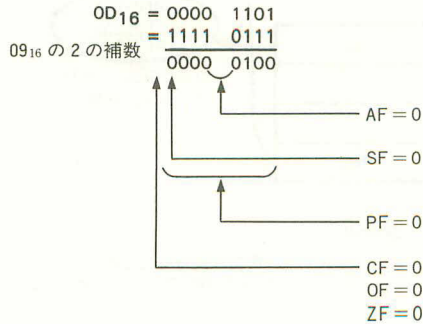 0D16 = 0000 1101
0916 の 2 の補数 = 1111 0111
0000 0100
AF = 0
SF = 0
PF = 0
CF = 0
OF = 0
ZF = 0